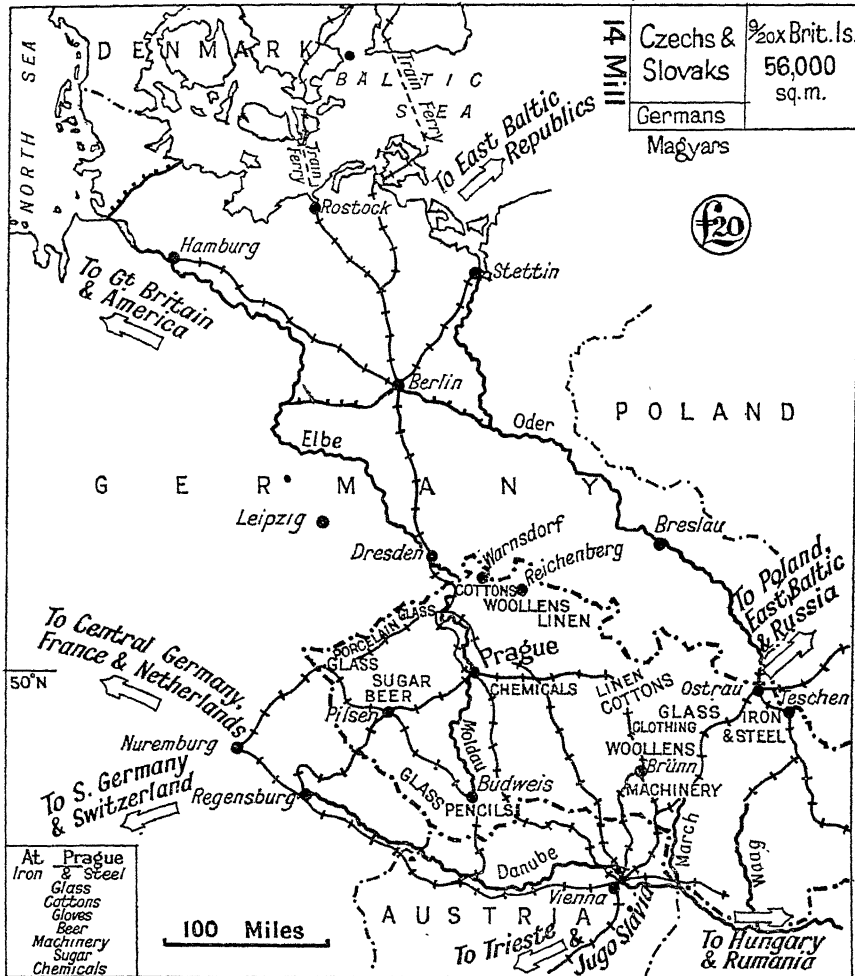 NORTH SEA
DENMARK
BALTIC
SEA
Train Ferry
Train Ferry
To East Baltic
Republics
14 Mill
Czechs &
Slovaks
Germans
Magyars
9/20 x Brit. Is.
56,000
sq.m.
£20
Rostock
Hamburg
Stettin
To Gt Britain
& America
Berlin
POLAND
Oder
Elbe
GERMANY
Leipzig
Breslau
Dresden
Warnsdorf
Reichenberg
COTTONS
WOOLLENS
LINEN
To Poland,
East Baltic
& Russia
To Central Germany,
France & Netherlands
PORCELAIN GLASS
GLASS
Prague
50°N
SUGAR
BEER
CHEMICALS
LINEN
COTTONS
Ostrau
Teschen
Pilsen
GLASS
CLOTHING
IRON
& STEEL
Nuremburg
Moldau
WOOLLENS
Brünn
To S. Germany
& Switzerland
Regensburg
GLASS
Budweis
PENCILS
MACHINERY
March
Waag
At Prague
Iron & Steel
Glass
Cottons
Gloves
Beer
Machinery
Sugar
Chemicals
Danube
Vienna
100 Miles
AUSTRIA
To Trieste &
Jugo Slavia
To Hungary
& Rumania